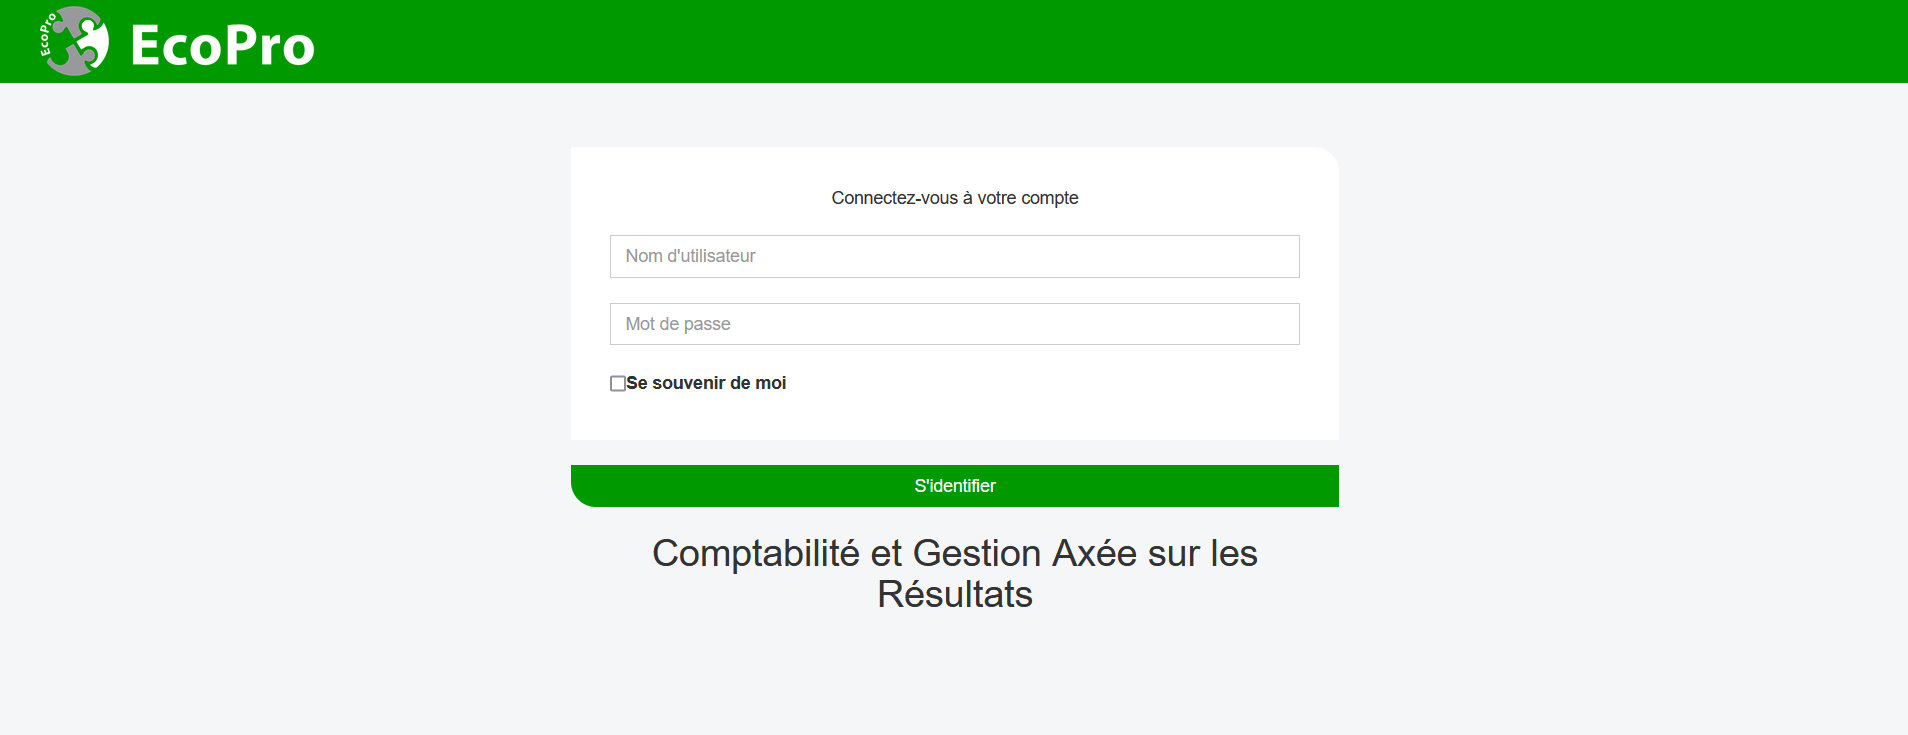 EcoPro
EcoPro
Connectez-vous à votre compte
Nom d'utilisateur
Mot de passe
Se souvenir de moi
S'identifier
Comptabilité et Gestion Axée sur les
Résultats